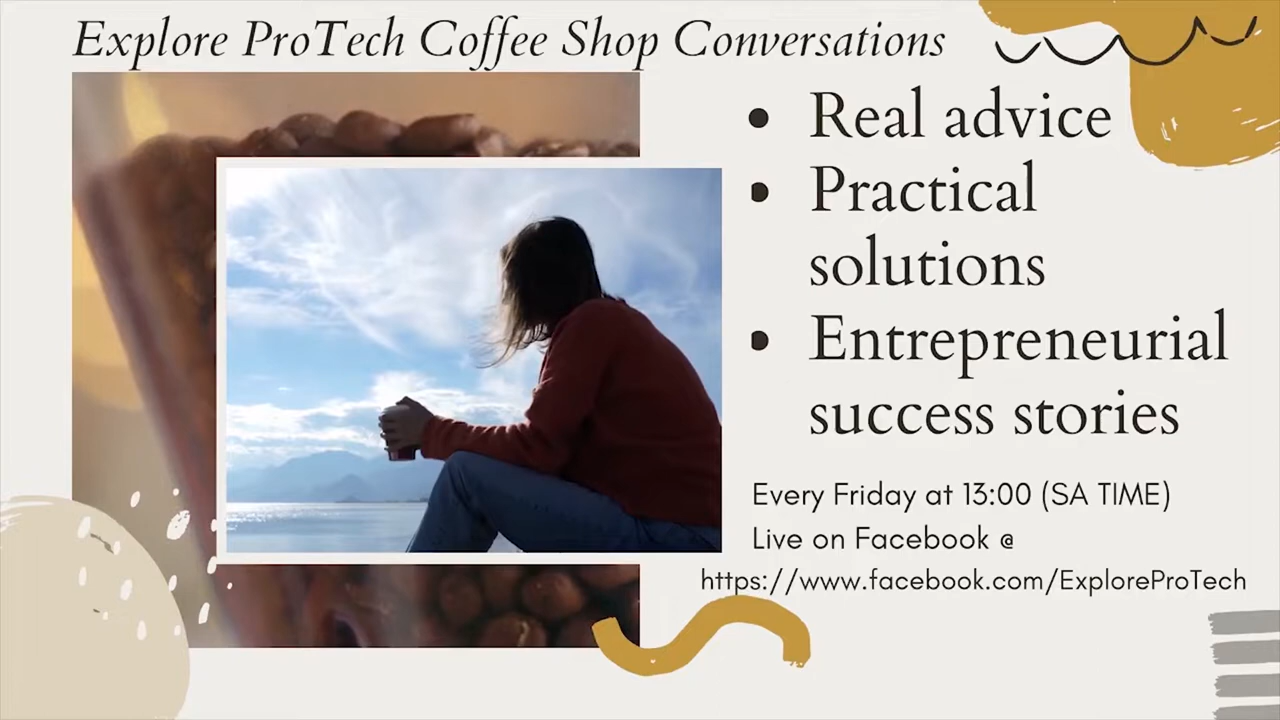 Explore ProTech Coffee Shop Conversations
• Real advice
• Practical
solutions
• Entrepreneurial
success stories
Every Friday at 13:00 (SA TIME)
Live on Facebook @
https://www.facebook.com/ExploreProTech